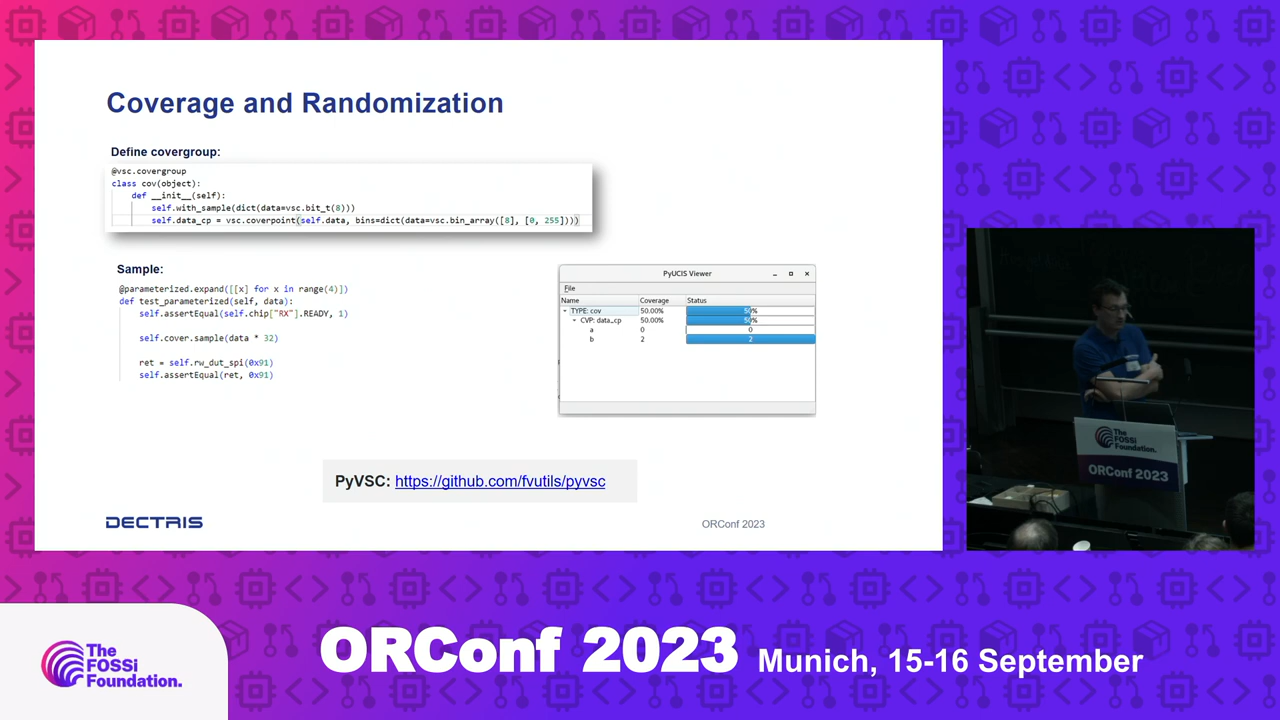 Coverage and Randomization
Define covergroup:
@vsc.covergroup
class cov(object):
def __init__(self):
self.with_sample(dict(data=vsc.bit_t(8)))
self.data_cp = vsc.coverpoint(self.data, bins=dict(data=vsc.bin_array([8], [0, 255])))
Sample:
@parameterized.expand([[x] for x in range(4)])
def test_parameterized(self, data):
self.assertEqual(self.chip["RX"].READY, 1)
self.cover.sample(data * 32)
ret = self.rw_dut_spi(0x91)
self.assertEqual(ret, 0x91)
PyUCIS Viewer
File
Name Coverage Status
TYPE: cov 50.00% 50%
CVP: data_cp 50.00% 50%
a 0 0
b 2 2
PyVSC: https://github.com/fvutils/pyvsc
DECTRIS
ORConf 2023
The
FOSSi
Foundation.
ORConf 2023
The
FOSSi
Foundation.
ORConf 2023 Munich, 15-16 September